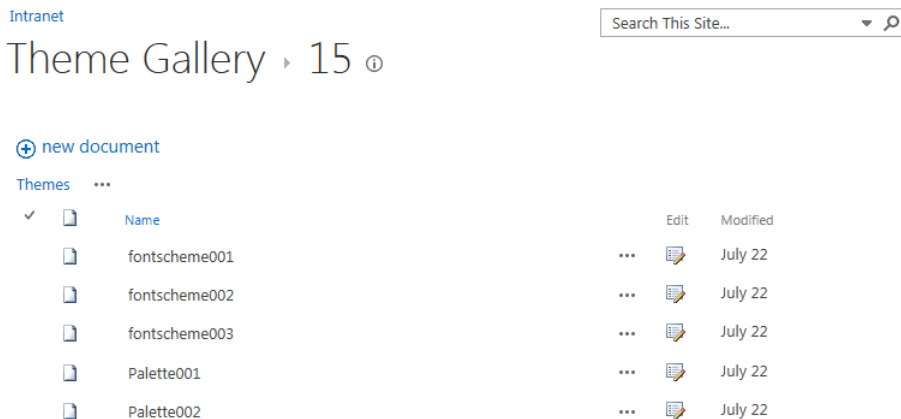 Intranet
Search This Site...
Theme Gallery 15
new document
Themes ...
Name Edit Modified
fontscheme001 ... July 22
fontscheme002 ... July 22
fontscheme003 ... July 22
Palette001 ... July 22
Palette002 ... July 22